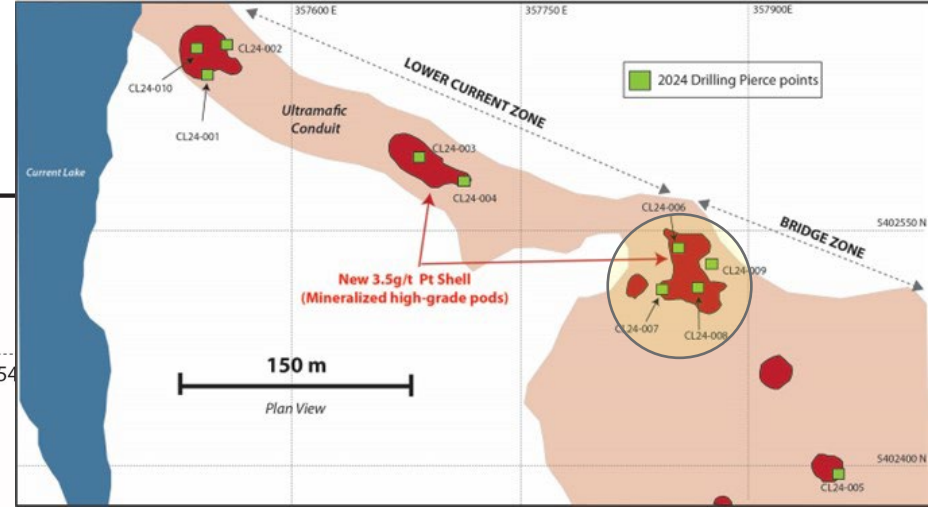 357600 E
357750 E
357900E
CL24-002
CL24-010
CL24-001
LOWER CURRENT ZONE
2024 Drilling Pierce points
Ultramafic
Conduit
CL24-003
Current Lake
CL24-004
CL24-006
5402550 N
BRIDGE ZONE
CL24-009
New 3.5g/t Pt Shell
(Mineralized high-grade pods)
CL24-007
CL24-008
150 m
54
Plan View
5402400 N
CL24-005